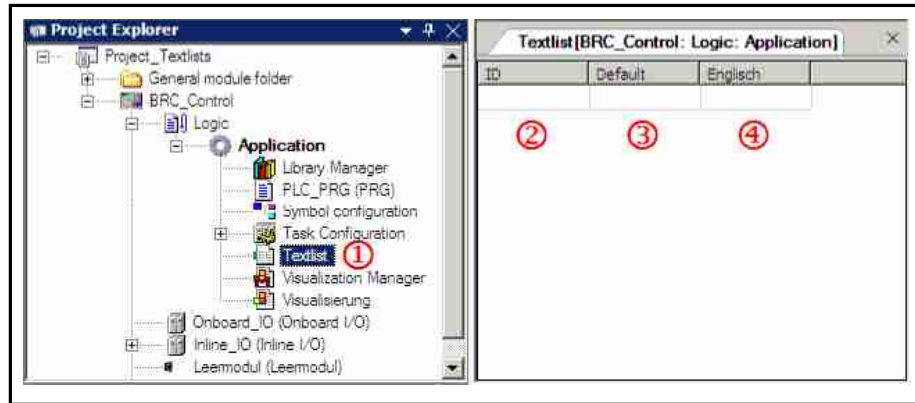 Project Explorer
Project_Textlists
General module folder
BRC_Control
Logic
Application
Library Manager
PLC_PRG (PRG)
Symbol configuration
Task Configuration
Textlist ①
Visualization Manager
Visualisierung
Onboard_IO (Onboard I/O)
Inline_IO (Inline I/O)
Leermodul (Leermodul)
Textlist[BRC_Control: Logic: Application]
ID Default Englisch
② ③ ④